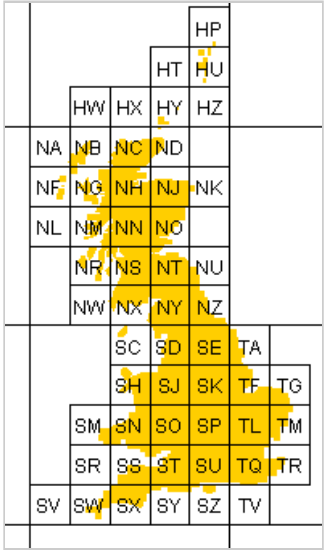 HP
HT HU
HW HX HY HZ
NA NB NC ND
NF NG NH NJ NK
NL NM NN NO
NR NS NT NU
NW NX NY NZ
SC SD SE TA
SH SJ SK TF TG
SM SN SO SP TL TM
SR SS ST SU TQ TR
SV SW SX SY SZ TV